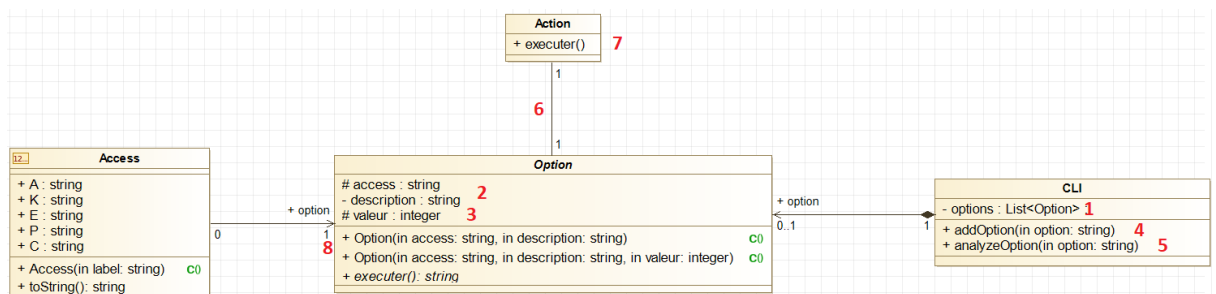 Action
+ executer() 7
1
6
1
12... Access
+ A : string
+ K : string
+ E : string
+ P : string
+ C : string
+ Access(in label: string) C()
+ toString(): string
0
+ option
1
8
Option
# access : string
- description : string 2
# valeur : integer 3
+ Option(in access: string, in description: string) C()
+ Option(in access: string, in description: string, in valeur: integer) C()
+ executer(): string
+ option
0..1
1
CLI
- options : List<Option> 1
+ addOption(in option: string) 4
+ analyzeOption(in option: string) 5